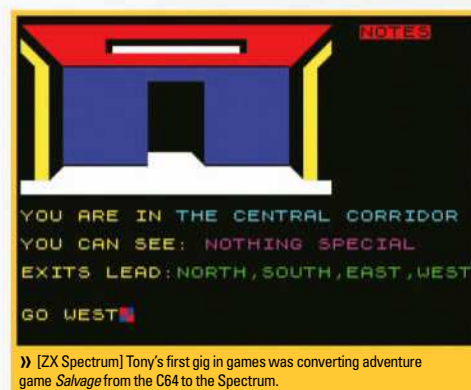 NOTES
YOU ARE IN THE CENTRAL CORRIDOR
YOU CAN SEE: NOTHING SPECIAL
EXITS LEAD:NORTH,SOUTH,EAST,WEST
GO WEST
» [ZX Spectrum] Tony's first gig in games was converting adventure
game Salvage from the C64 to the Spectrum.